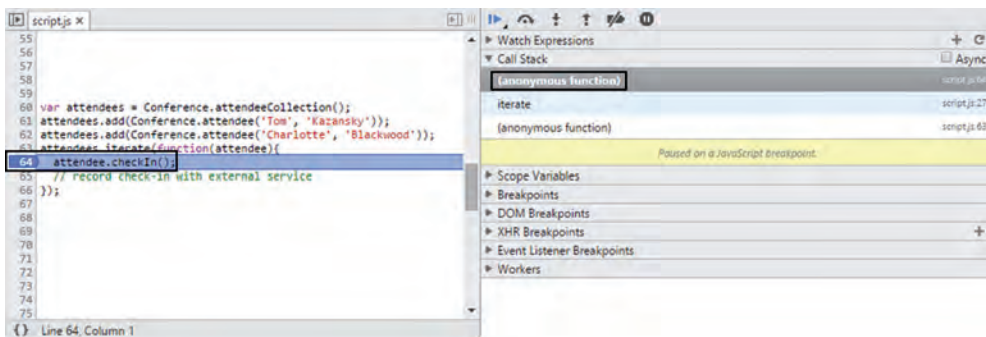 script.js ×
55
56
57
58
59
60 var attendees = Conference.attendeeCollection();
61 attendees.add(Conference.attendee('Tom', 'Kazansky'));
62 attendees.add(Conference.attendee('Charlotte', 'Blackwood'));
63 attendees.iterate(function(attendee){
64 attendee.checkIn();
65 // record check-in with external service
66 });
67
68
69
70
71
72
73
74
75
{} Line 64, Column 1
Watch Expressions
Call Stack Async
(anonymous function) script.js:64
iterate script.js:27
(anonymous function) script.js:63
Paused on a JavaScript breakpoint.
Scope Variables
Breakpoints
DOM Breakpoints
XHR Breakpoints
Event Listener Breakpoints
Workers